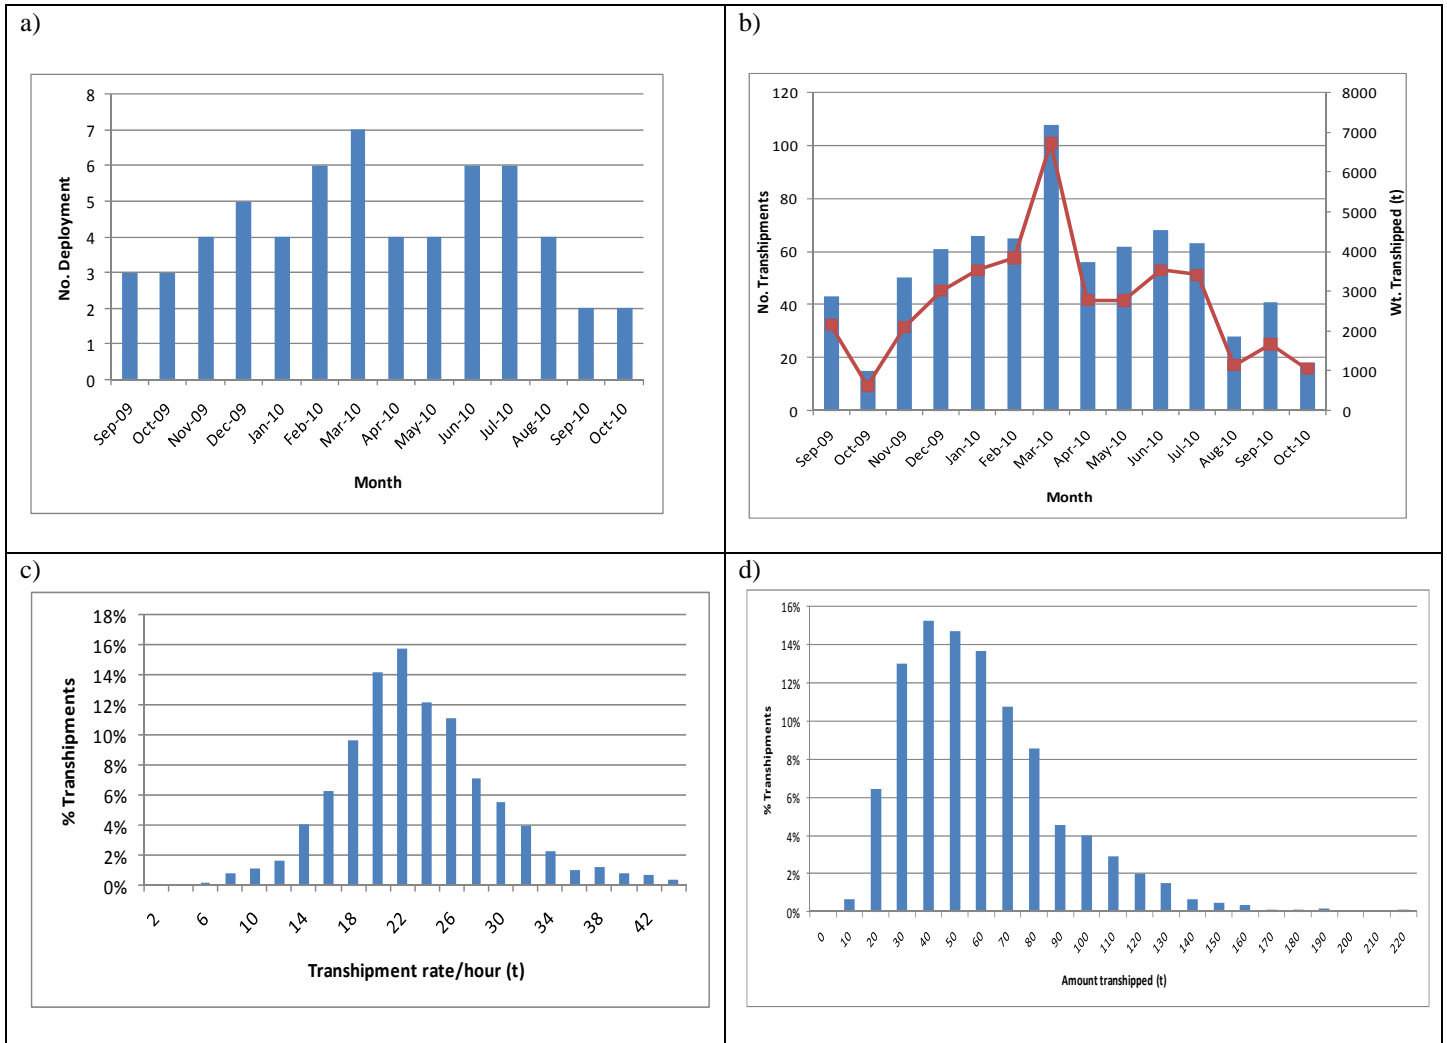 a)
8
7
6
5
4
3
2
1
0
No. Deployment
Sep-09 Oct-09 Nov-09 Dec-09 Jan-10 Feb-10 Mar-10 Apr-10 May-10 Jun-10 Jul-10 Aug-10 Sep-10 Oct-10
Month
b)
120
100
80
60
40
20
0
No. Transhipments
8000
7000
6000
5000
4000
3000
2000
1000
0
Wt. Transhipped (t)
Sep-09 Oct-09 Nov-09 Dec-09 Jan-10 Feb-10 Mar-10 Apr-10 May-10 Jun-10 Jul-10 Aug-10 Sep-10 Oct-10
Month
c)
18%
16%
14%
12%
10%
8%
6%
4%
2%
0%
% Transhipments
2 6 10 14 18 22 26 30 34 38 42
Transhipment rate/hour (t)
d)
16%
14%
12%
10%
8%
6%
4%
2%
0%
% Transhipments
0 10 20 30 40 50 60 70 80 90 100 110 120 130 140 150 160 170 180 190 200 210 220
Amount transhipped (t)